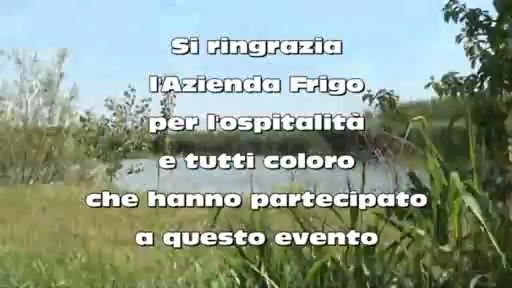 Si ringrazia
l'Azienda Frigo
per l'ospitalità
e tutti coloro
che hanno partecipato
a questo evento